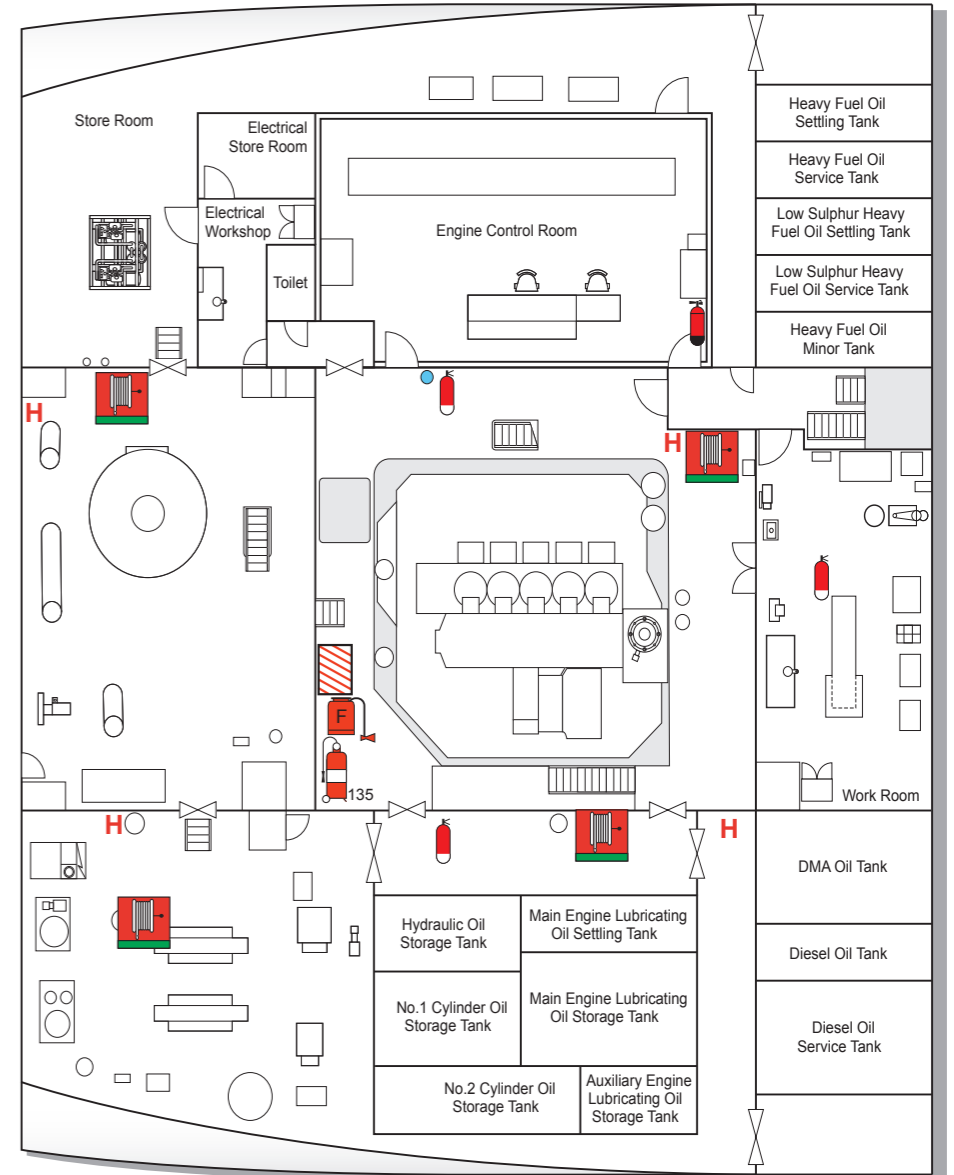 Store Room
Electrical
Store Room
Electrical
Workshop
Toilet
Engine Control Room
Heavy Fuel Oil
Settling Tank
Heavy Fuel Oil
Service Tank
Low Sulphur Heavy
Fuel Oil Settling Tank
Low Sulphur Heavy
Fuel Oil Service Tank
Heavy Fuel Oil
Minor Tank
H
H
F
135
Work Room
H
H
DMA Oil Tank
Hydraulic Oil
Storage Tank
Main Engine Lubricating
Oil Settling Tank
Diesel Oil Tank
No.1 Cylinder Oil
Storage Tank
Main Engine Lubricating
Oil Storage Tank
Diesel Oil
Service Tank
No.2 Cylinder Oil
Storage Tank
Auxiliary Engine
Lubricating Oil
Storage Tank